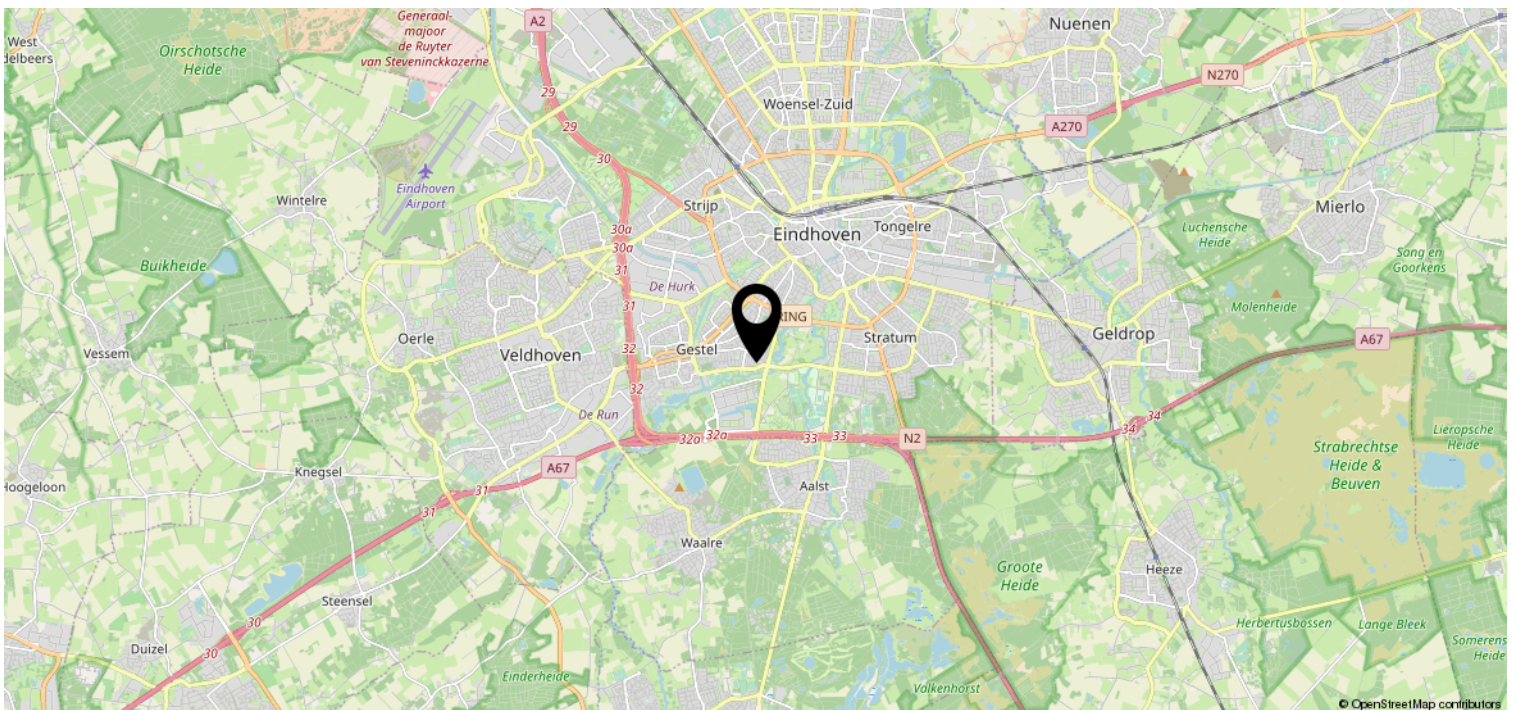 A2
Generaal-
majoor
de Ruyter
van Steveninckkazerne
Nuenen
West
delbeers
Oirschotsche
Heide
29
N270
Woensel-Zuid
29
A270
30
Eindhoven
Airport
Wintelre
Strijp
Mierlo
30a
Eindhoven
Tongelre
Luchensche
Heide
30a
Buikheide
31
Sang en
Goorkens
De Hurk
31
Molenheide
RING
Oerle
Stratum
Geldrop
A67
Vessem
Veldhoven
32
Gestel
32
De Run
34
34
32a
32a
33
33
N2
Lieropsche
Heide
Strabrechtse
Heide &
Beuven
Knegsel
A67
Hoogeloon
31
31
Aalst
Waalre
Groote
Heide
Heeze
Steensel
30
Herbertusbossen
Lange Bleek
Somerens
Heide
Duizel
30
Einderheide
Valkenhorst
© OpenStreetMap contributors